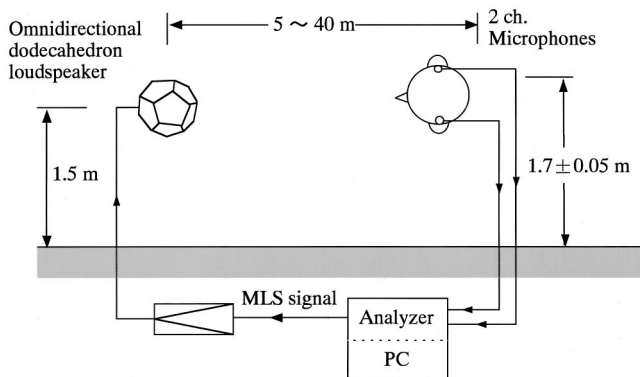 Omnidirectional
dodecahedron
loudspeaker
5 ~ 40 m
2 ch.
Microphones
1.5 m
1.7±0.05 m
MLS signal
Analyzer
PC